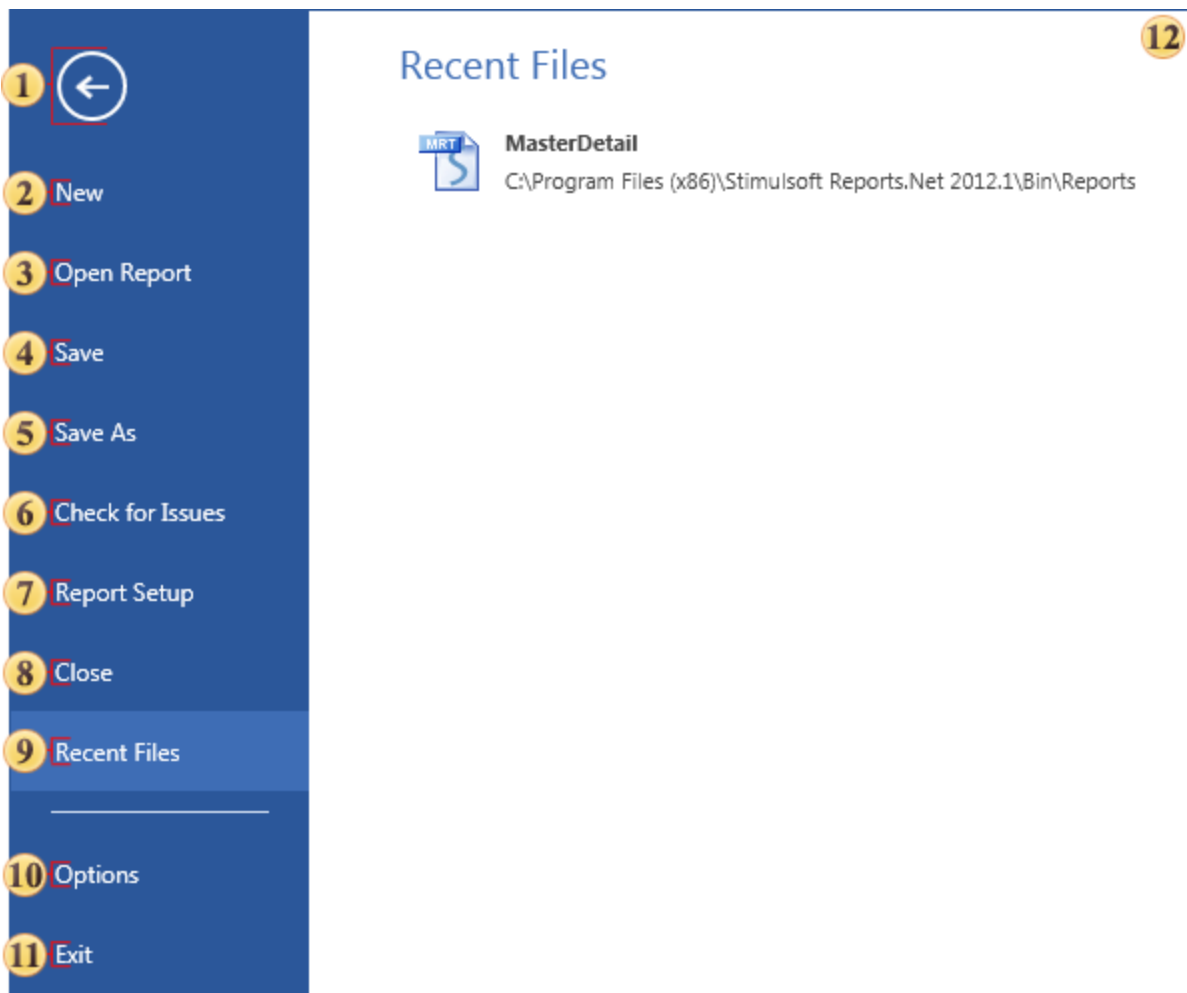 12
Recent Files
1
MRT
MasterDetail
C:\Program Files (x86)\Stimulsoft Reports.Net 2012.1\Bin\Reports
2 New
3 Open Report
4 Save
5 Save As
6 Check for Issues
7 Report Setup
8 Close
9 Recent Files
10 Options
11 Exit